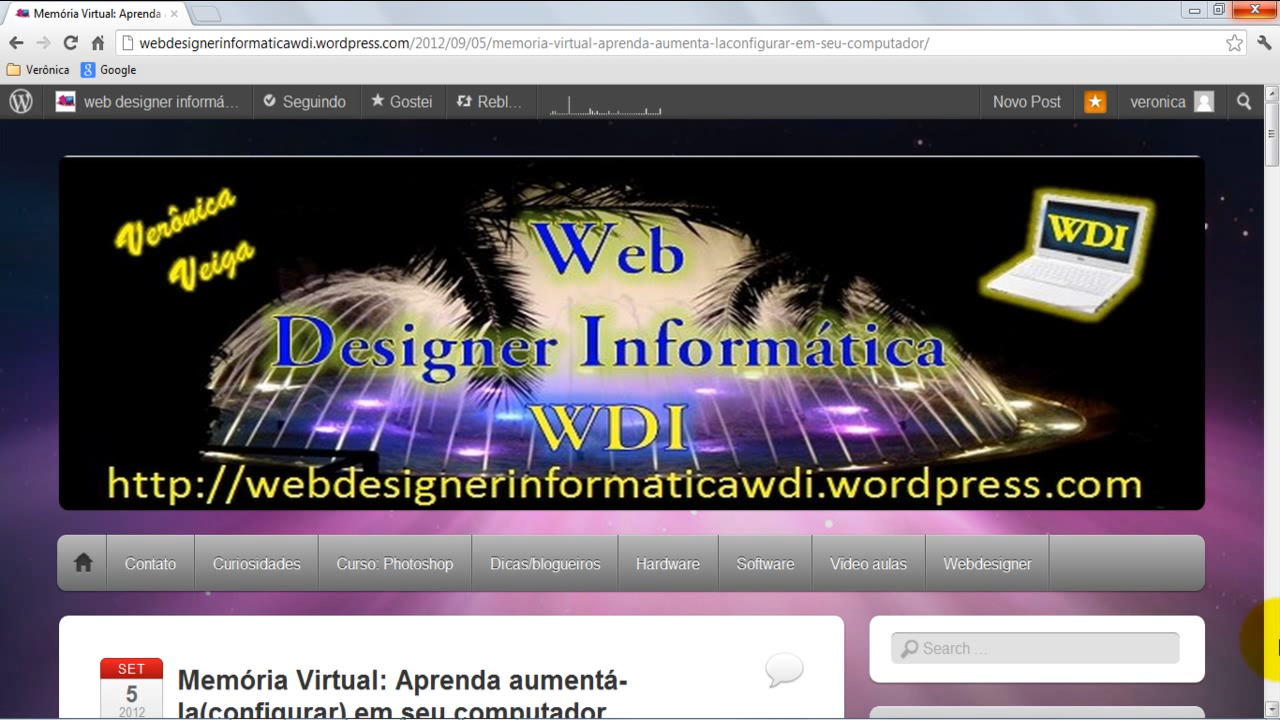 Memória Virtual: Aprenda
webdesignerinformaticawdi.wordpress.com/2012/09/05/memoria-virtual-aprenda-aumenta-laconfigurar-em-seu-computador/
Verônica Google
web designer informá... Seguindo Gostei Rebl... Novo Post veronica
Verônica
Veiga
WDI
Web
Designer Informática
WDI
http://webdesignerinformaticawdi.wordpress.com
Contato Curiosidades Curso: Photoshop Dicas/blogueiros Hardware Software Vídeo aulas Webdesigner
Search ...
SET
5
2012
Memória Virtual: Aprenda aumentá-
la(configurar) em seu computador